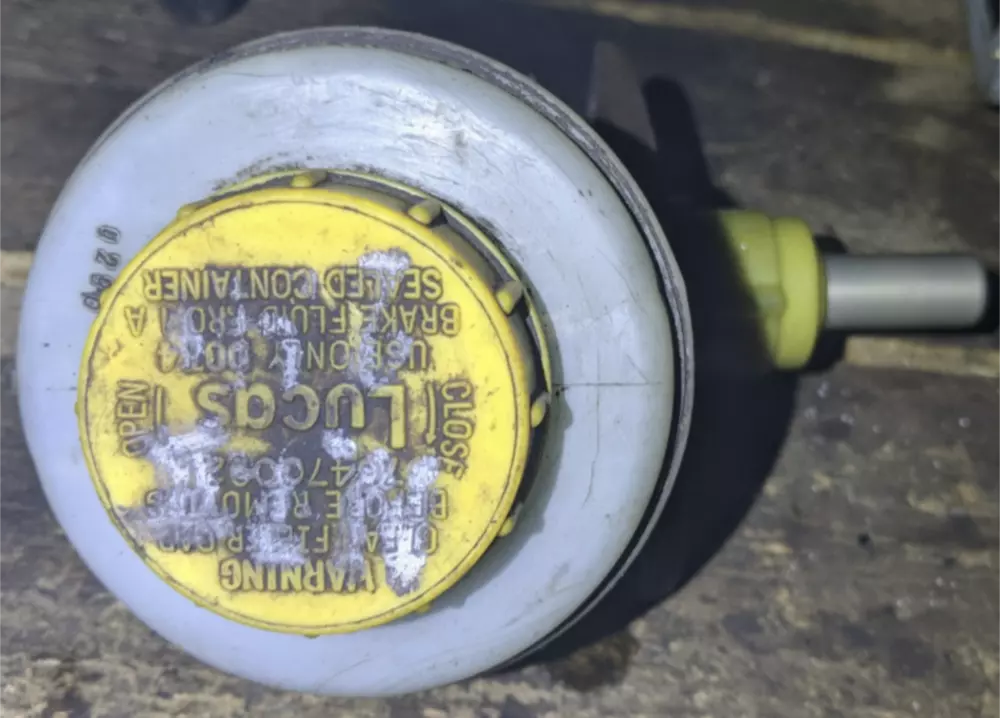 WARNING
CLEAN FILLER CAP
BEFORE REMOVING
CLOSE
Lucas
OPEN
USE ONLY DOT4
BRAKE FLUID FROM A
SEALED CONTAINER